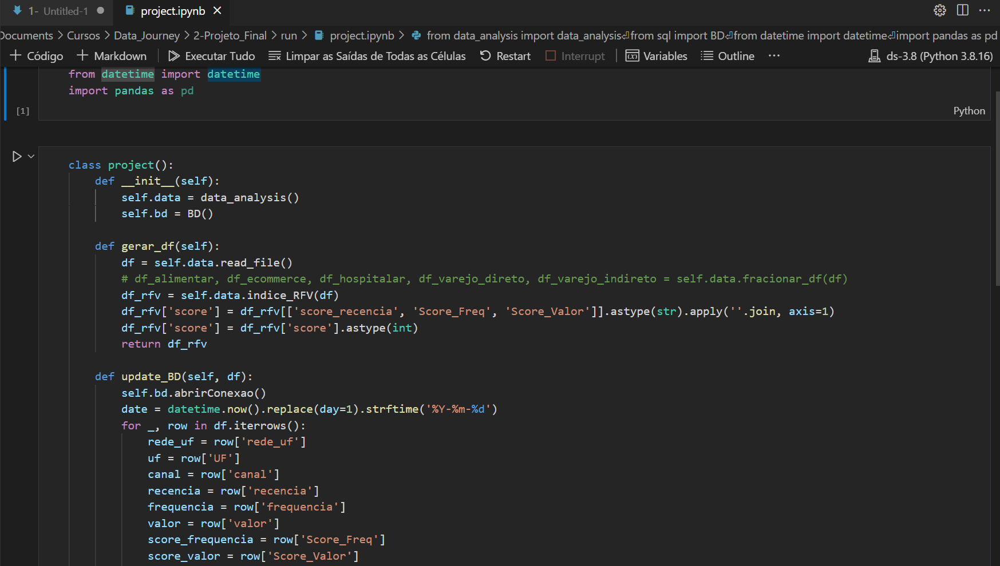 1- Untitled-1 project.ipynb
Documents > Cursos > Data_Journey > 2-Projeto_Final > run > project.ipynb > from data_analysis import data_analysis⏎from sql import BD⏎from datetime import datetime⏎import pandas as pd
+ Código + Markdown Executar Tudo Limpar as Saídas de Todas as Células Restart Interrupt Variables Outline ··· ds-3.8 (Python 3.8.16)
from datetime import datetime
import pandas as pd
[1] Python
class project():
    def __init__(self):
        self.data = data_analysis()
        self.bd = BD()
    def gerar_df(self):
        df = self.data.read_file()
        # df_alimentar, df_ecommerce, df_hospitalar, df_varejo_direto, df_varejo_indireto = self.data.fracionar_df(df)
        df_rfv = self.data.indice_RFV(df)
        df_rfv['score'] = df_rfv[['score_recencia', 'Score_Freq', 'Score_Valor']].astype(str).apply(''.join, axis=1)
        df_rfv['score'] = df_rfv['score'].astype(int)
        return df_rfv
    def update_BD(self, df):
        self.bd.abrirConexao()
        date = datetime.now().replace(day=1).strftime('%Y-%m-%d')
        for _, row in df.iterrows():
            rede_uf = row['rede_uf']
            uf = row['UF']
            canal = row['canal']
            recencia = row['recencia']
            frequencia = row['frequencia']
            valor = row['valor']
            score_frequencia = row['Score_Freq']
            score_valor = row['Score_Valor']